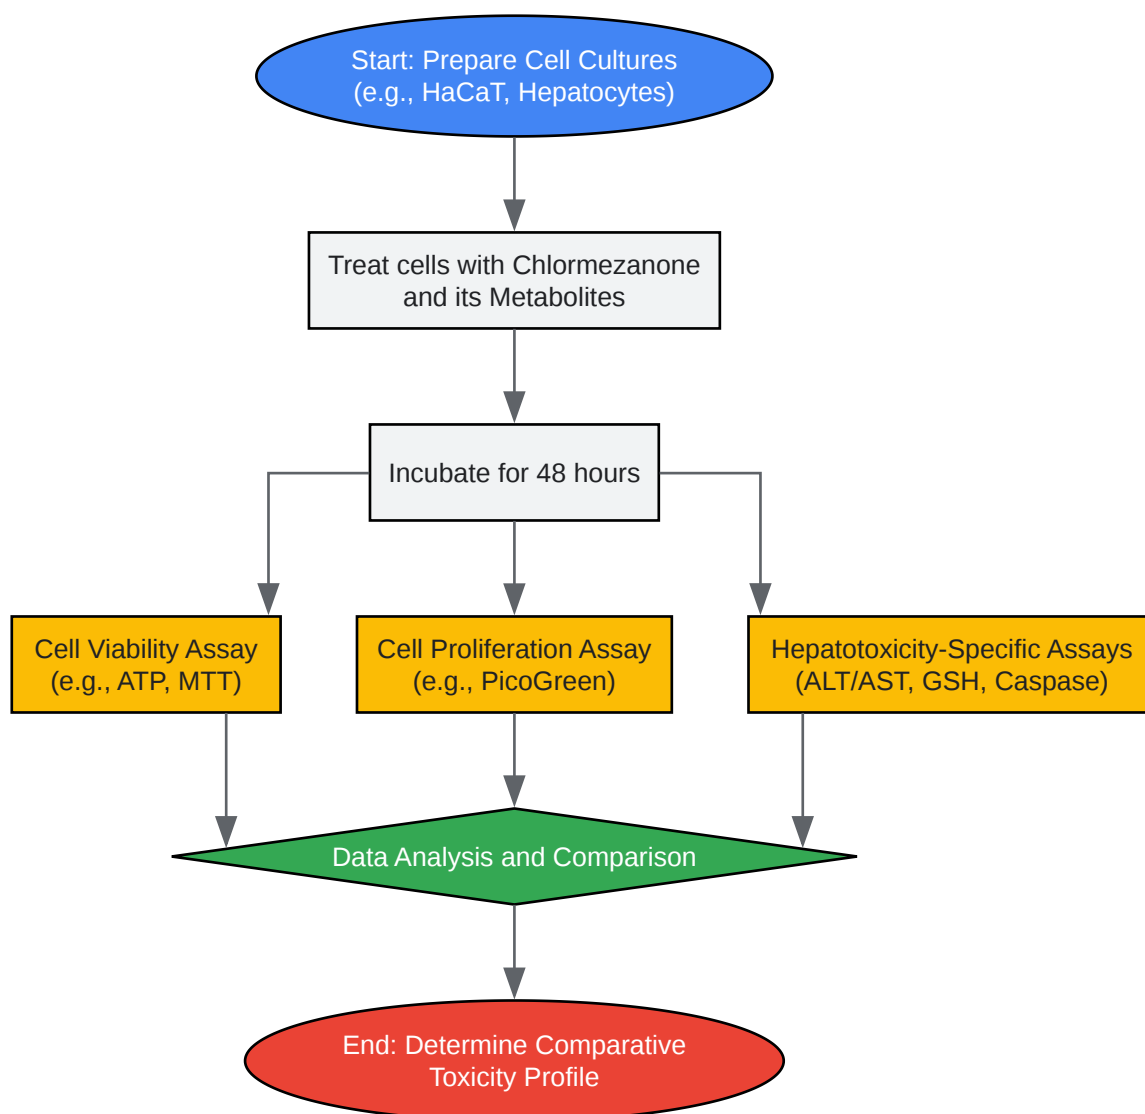 Start: Prepare Cell Cultures
(e.g., HaCaT, Hepatocytes)
Treat cells with Chlormezanone
and its Metabolites
Incubate for 48 hours
Cell Viability Assay
(e.g., ATP, MTT)
Cell Proliferation Assay
(e.g., PicoGreen)
Hepatotoxicity-Specific Assays
(ALT/AST, GSH, Caspase)
Data Analysis and Comparison
End: Determine Comparative
Toxicity Profile